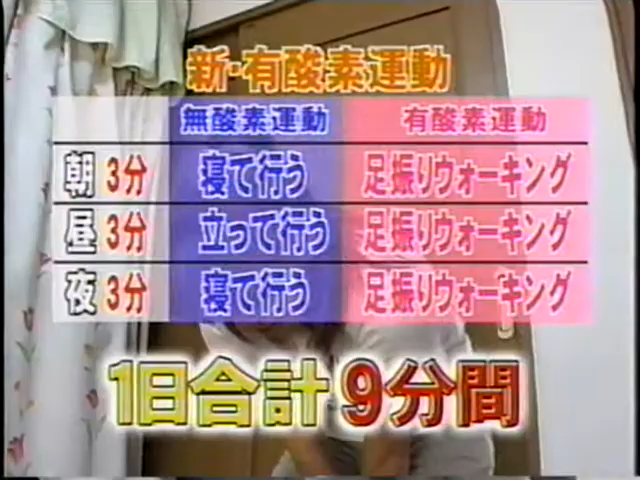 新・有酸素運動
無酸素運動 有酸素運動
朝 3分 寝て行う 足振りウォーキング
昼 3分 立って行う 足振りウォーキング
夜 3分 寝て行う 足振りウォーキング
1日合計9分間